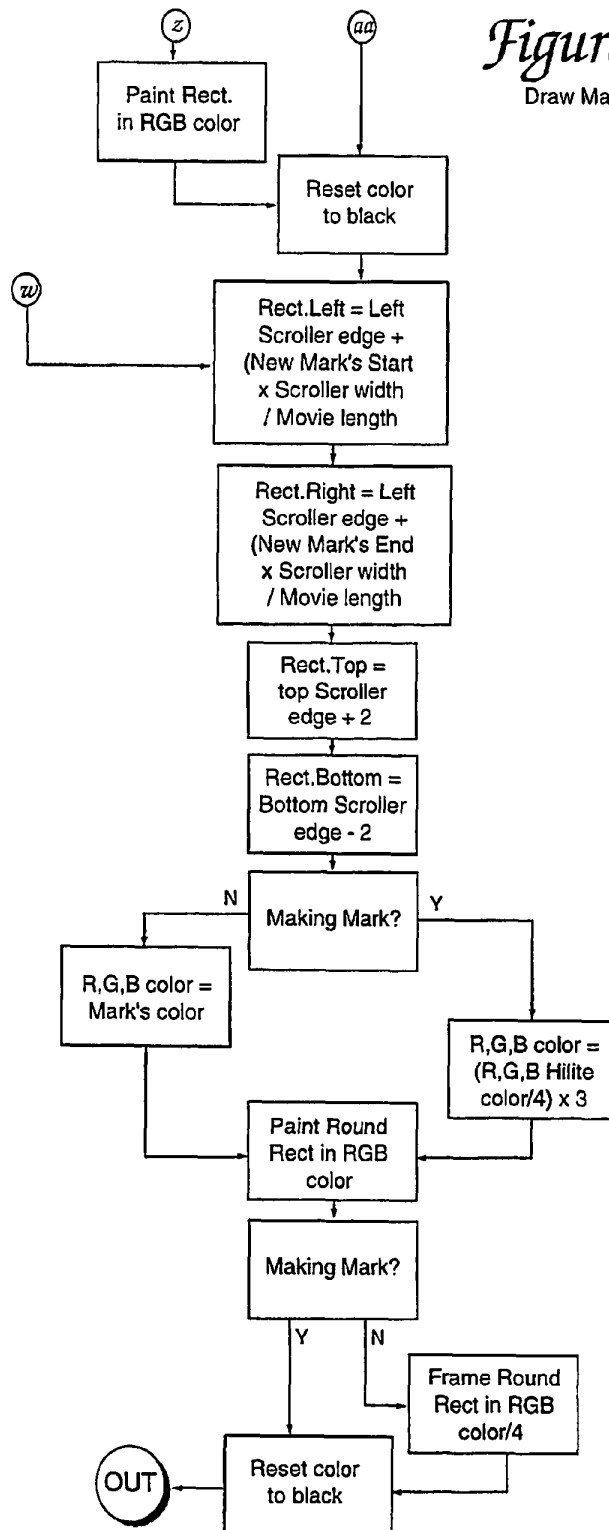 z
aa
Figur
Draw Ma
Paint Rect.
in RGB color
Reset color
to black
w
Rect.Left = Left
Scroller edge +
(New Mark's Start
x Scroller width
/ Movie length
Rect.Right = Left
Scroller edge +
(New Mark's End
x Scroller width
/ Movie length
Rect.Top =
top Scroller
edge + 2
Rect.Bottom =
Bottom Scroller
edge - 2
Making Mark?
N
Y
R,G,B color =
Mark's color
R,G,B color =
(R,G,B Hilite
color/4) x 3
Paint Round
Rect in RGB
color
Making Mark?
Y
N
Frame Round
Rect in RGB
color/4
Reset color
to black
OUT